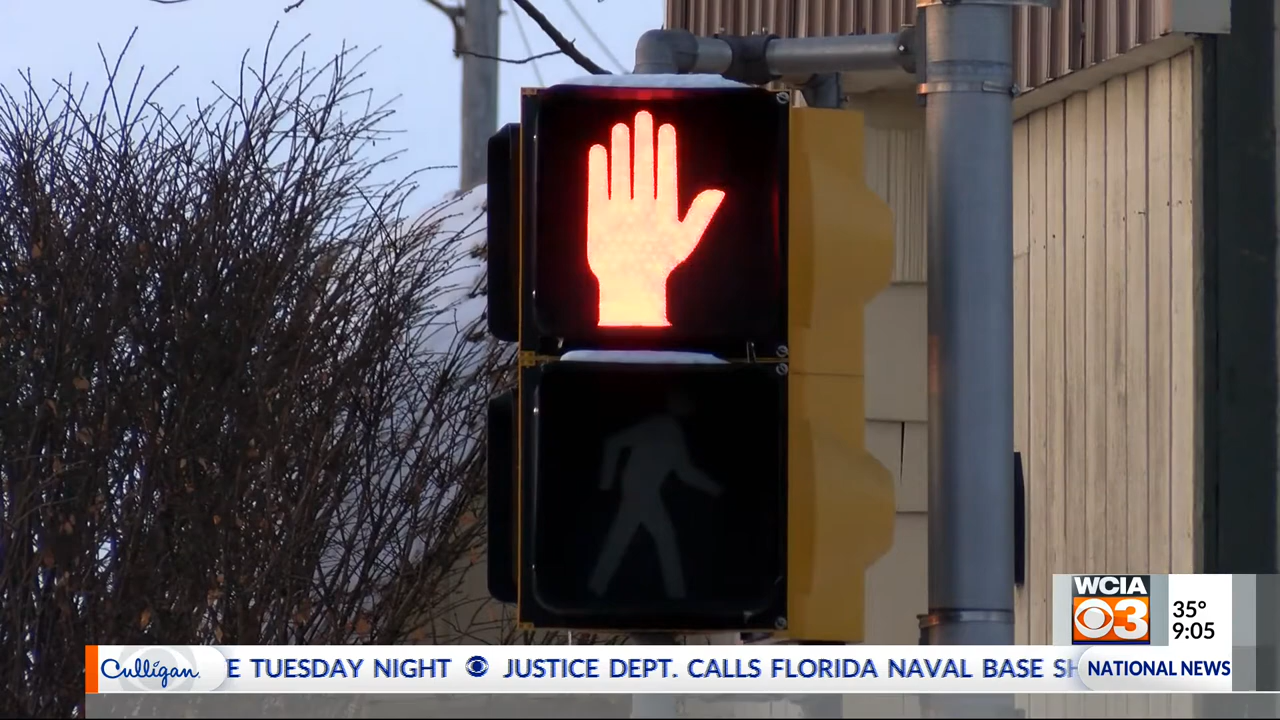 WCIA
3
35°
9:05
Culligan.
E TUESDAY NIGHT JUSTICE DEPT. CALLS FLORIDA NAVAL BASE SH
NATIONAL NEWS